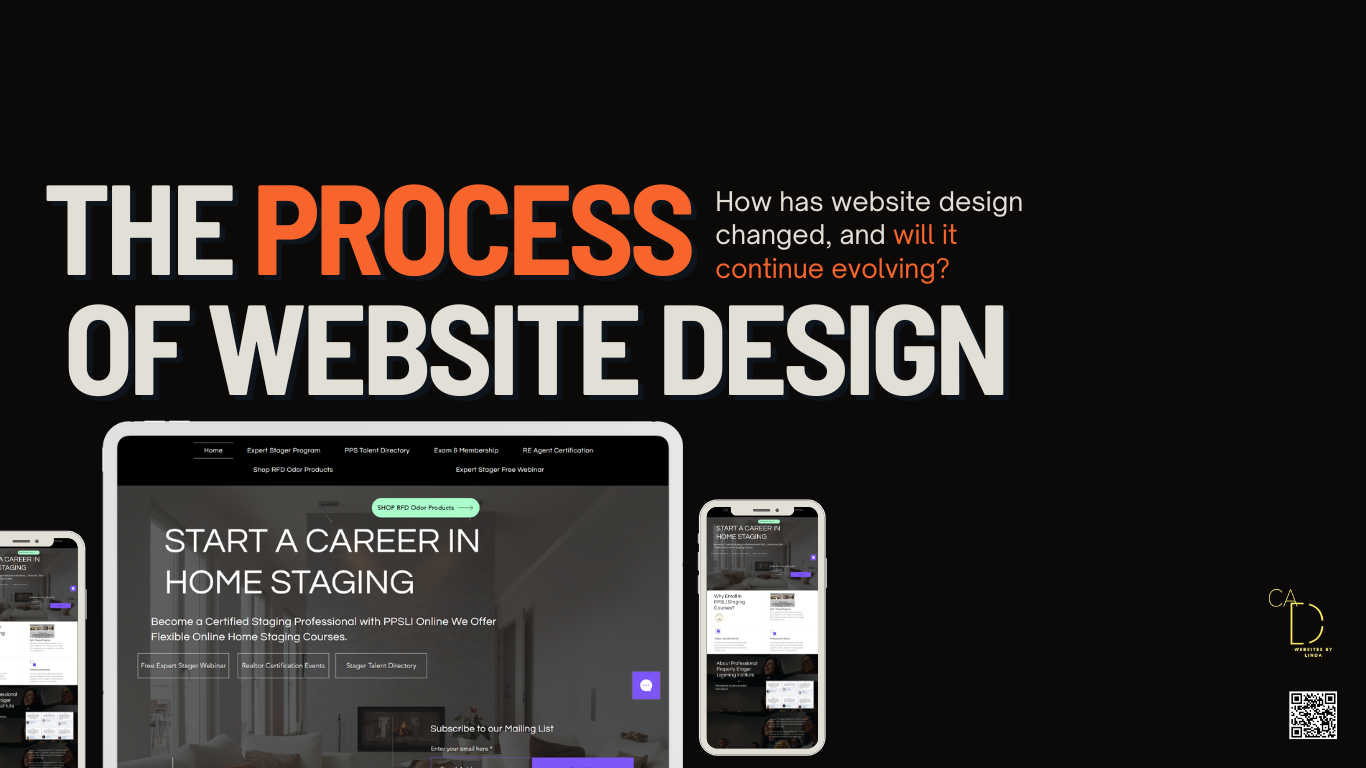 THE PROCESS
OF WEBSITE DESIGN
How has website design
changed, and will it
continue evolving?
Home Expert Stager Program PPS Talent Directory Exam & Membership RE Agent Certification
Shop RFD Odor Products Expert Stager Free Webinar
SHOP RFD Odor Products
START A CAREER IN
HOME STAGING
Become a Certified Staging Professional with PPSLI Online We Offer
Flexible Online Home Staging Courses.
Free Expert Stager Webinar Realtor Certification Events Stager Talent Directory
Subscribe to our Mailing List
Enter your email here *
START A CAREER IN
HOME STAGING
Why Enroll in
PPSLI Staging
Courses?
About Professional
Property Stager
Learning Institute
A CAREER IN
STAGING
CA
LD
WEBSITES BY
LINDA